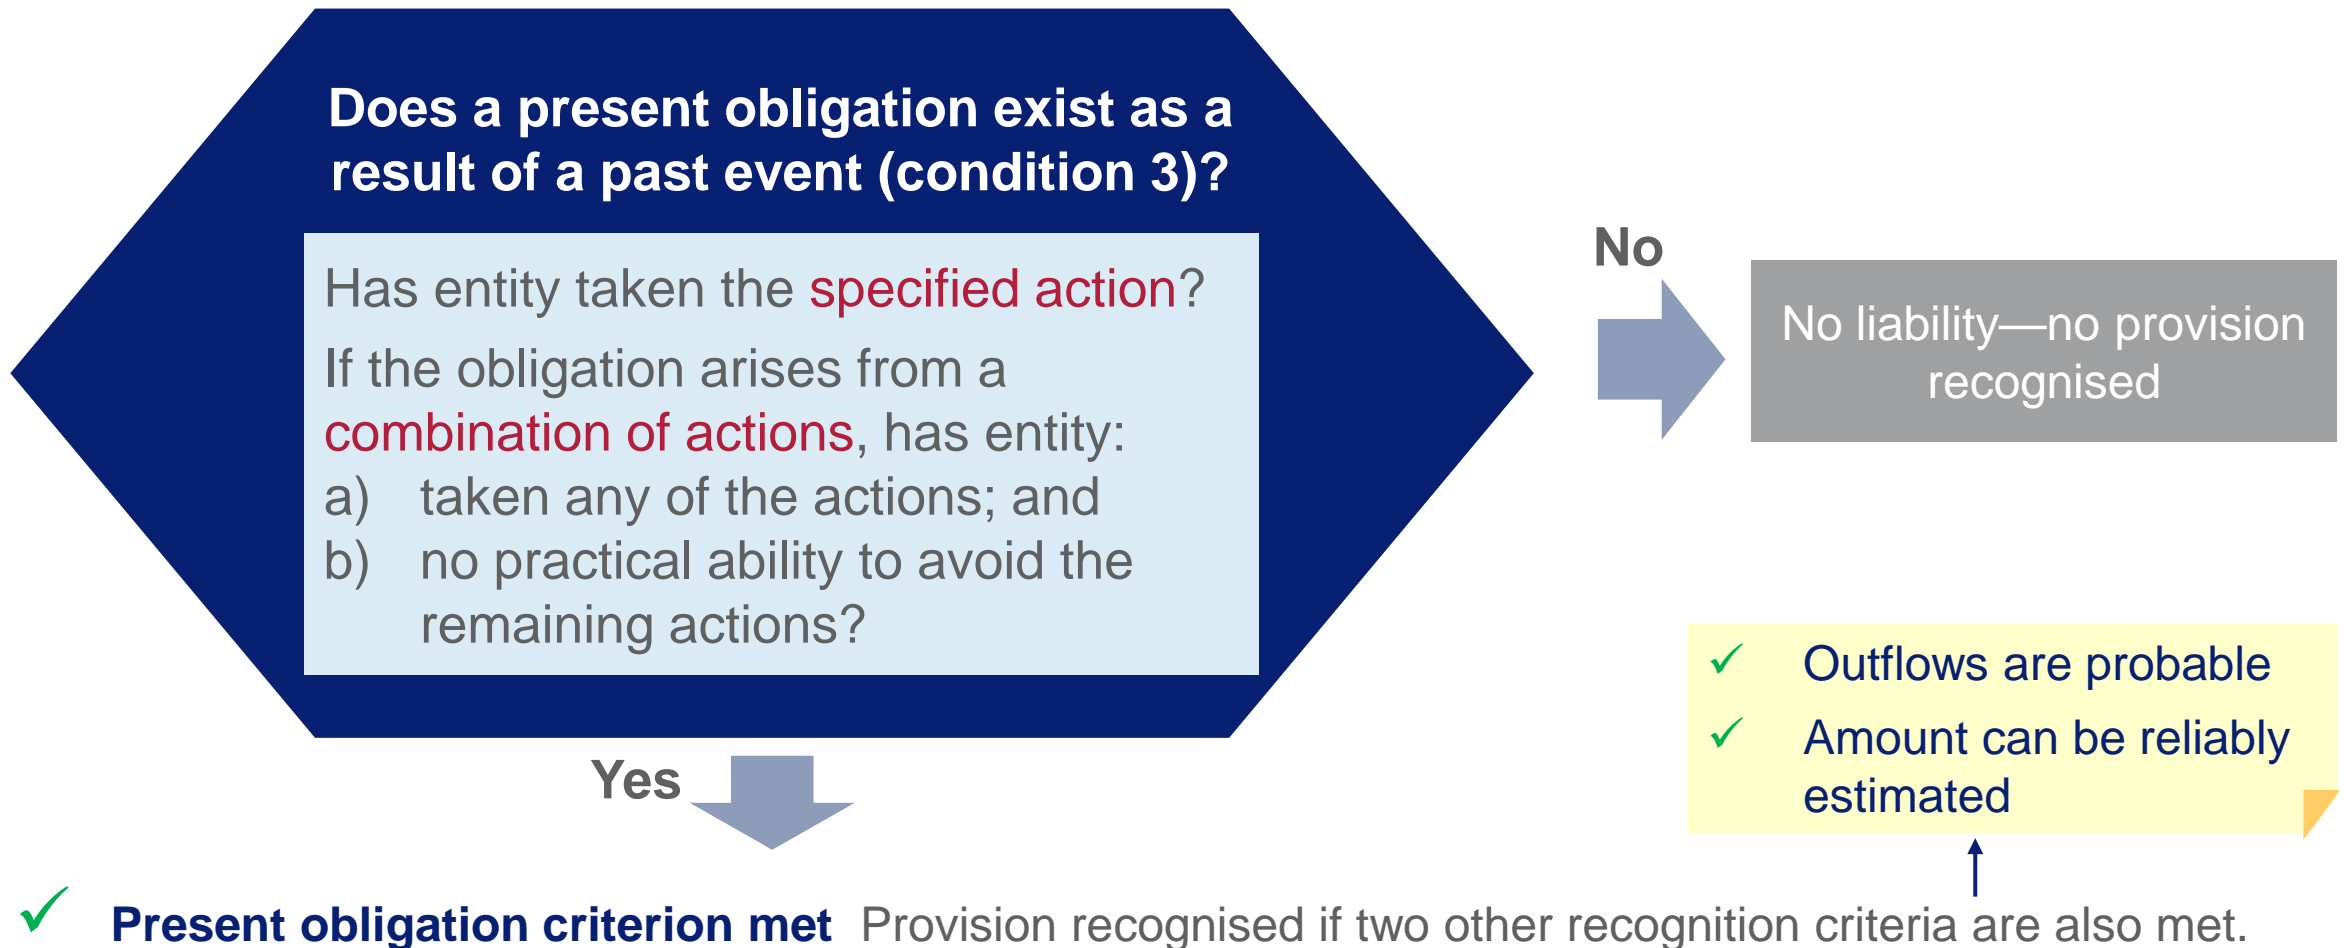 Does a present obligation exist as a
result of a past event (condition 3)?
Has entity taken the specified action?
If the obligation arises from a
combination of actions, has entity:
a) taken any of the actions; and
b) no practical ability to avoid the
remaining actions?
No
No liability—no provision
recognised
Outflows are probable
Amount can be reliably
estimated
Yes
Present obligation criterion met Provision recognised if two other recognition criteria are also met.